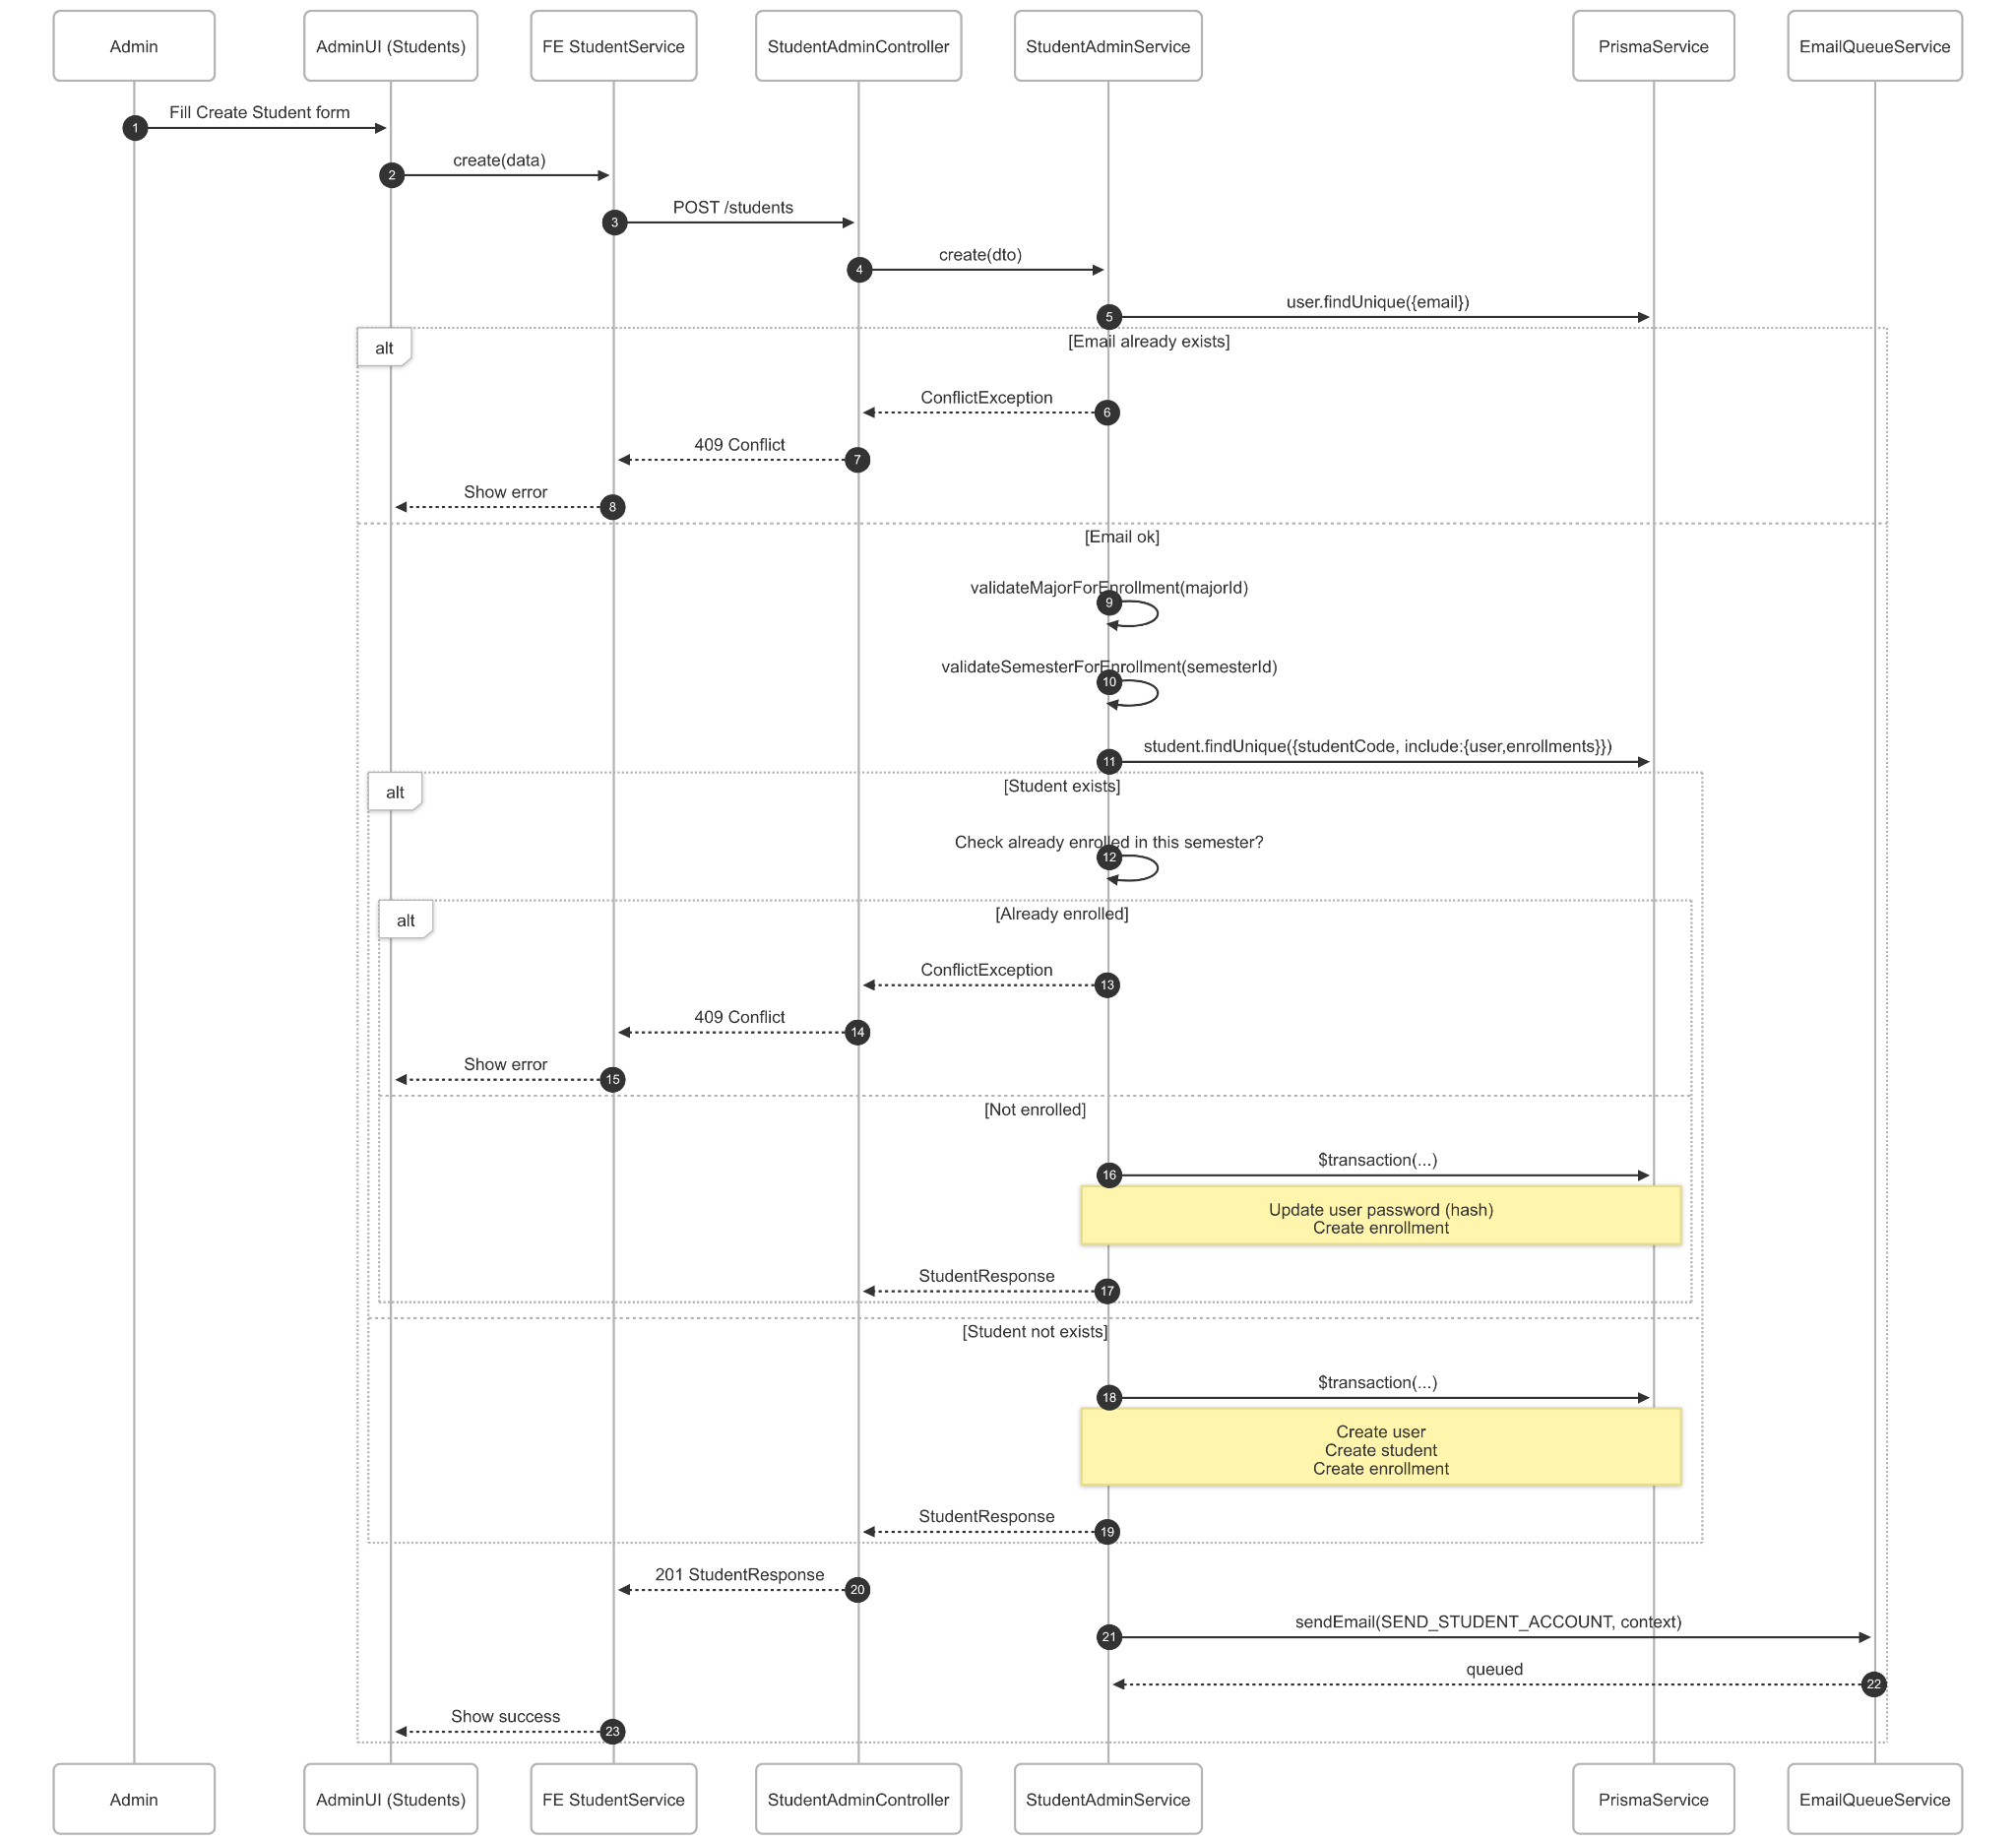 Admin
AdminUI (Students)
FE StudentService
StudentAdminController
StudentAdminService
PrismaService
EmailQueueService
Fill Create Student form
1
create(data)
2
POST /students
3
create(dto)
4
user.findUnique({email})
5
alt
[Email already exists]
ConflictException
6
409 Conflict
7
Show error
8
[Email ok]
validateMajorForEnrollment(majorId)
9
validateSemesterForEnrollment(semesterId)
10
student.findUnique({studentCode, include:{user,enrollments}})
11
alt
[Student exists]
Check already enrolled in this semester?
12
alt
[Already enrolled]
ConflictException
13
409 Conflict
14
Show error
15
[Not enrolled]
$transaction(...)
16
Update user password (hash)
Create enrollment
StudentResponse
17
[Student not exists]
$transaction(...)
18
Create user
Create student
Create enrollment
StudentResponse
19
201 StudentResponse
20
sendEmail(SEND_STUDENT_ACCOUNT, context)
21
queued
22
Show success
23
Admin
AdminUI (Students)
FE StudentService
StudentAdminController
StudentAdminService
PrismaService
EmailQueueService